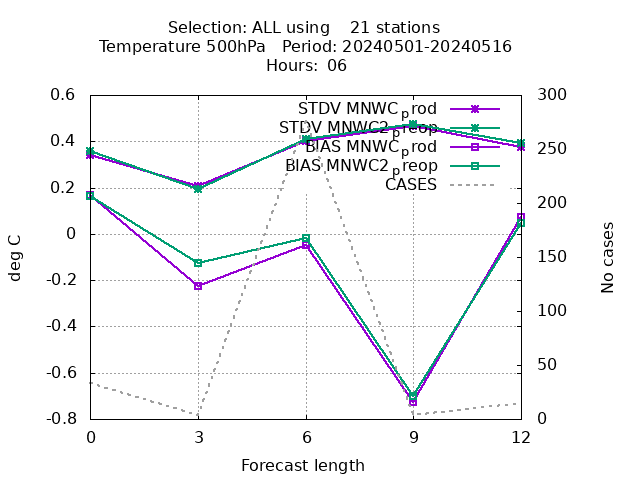 Selection: ALL using    21 stations
Temperature 500hPa   Period: 20240501-20240516
Hours: 06
STDV MNWC_prod
STDV MNWC2_preop
BIAS MNWC_prod
BIAS MNWC2_preop
CASES
0.6
0.4
0.2
0
-0.2
-0.4
-0.6
-0.8
deg C
300
250
200
150
100
50
0
No cases
0 3 6 9 12
Forecast length